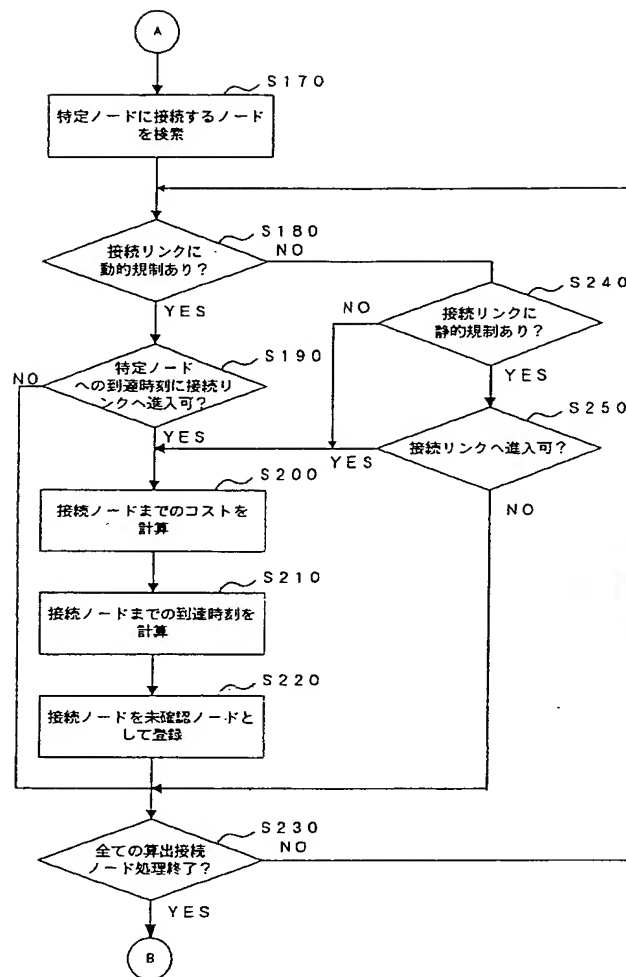 A
S170
特定ノードに接続するノード
を検索
S180
接続リンクに
動的規制あり?
NO
YES
S240
接続リンクに
静的規制あり?
NO
YES
S190
特定ノード
への到達時刻に接続リ
ンクへ進入可?
NO
YES
S250
接続リンクへ進入可?
YES
NO
S200
接続ノードまでのコストを
計算
S210
接続ノードまでの到達時刻を
計算
S220
接続ノードを未確認ノードと
して登録
S230
全ての算出接続
ノード処理終了?
NO
YES
B